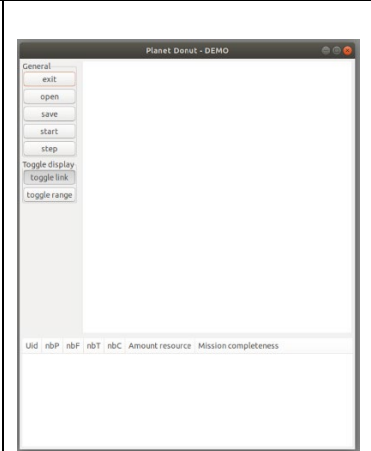 Planet Donut - DEMO
General
exit
open
save
start
step
Toggle display
toggle link
toggle range
Uid nbP nbF nbT nbC Amount resource Mission completeness